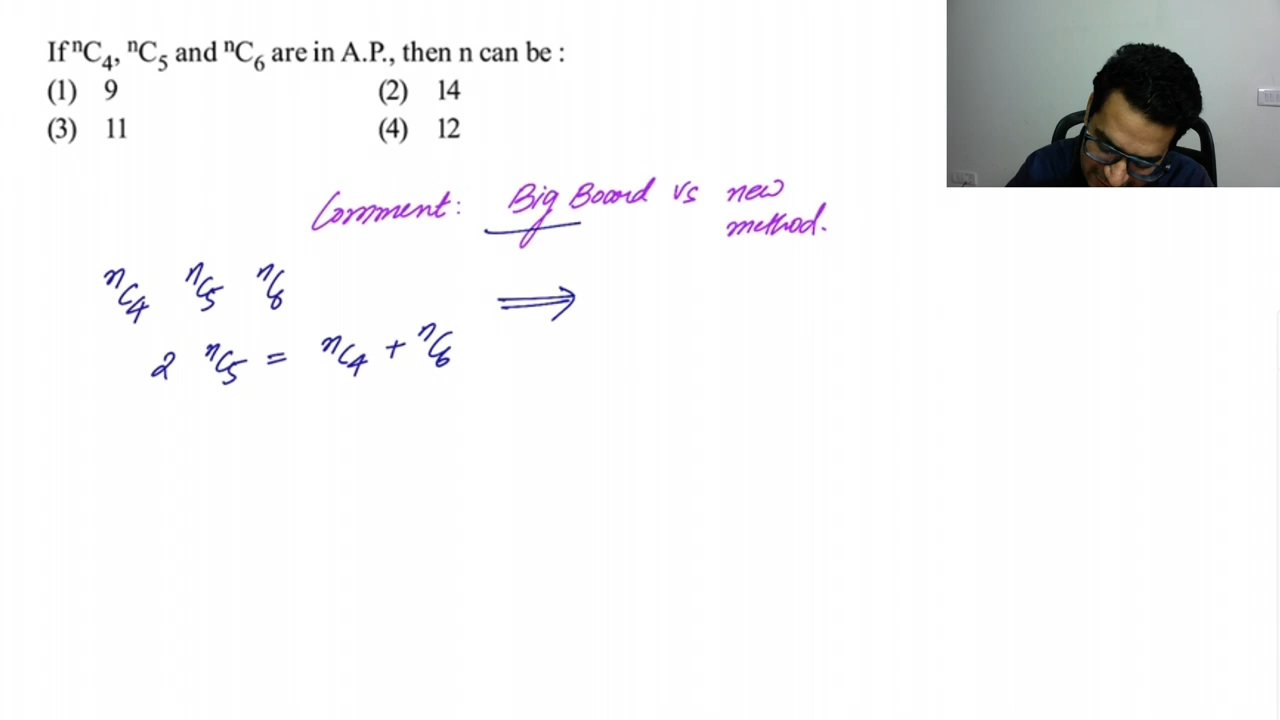 If ⁿC₄, ⁿC₅ and ⁿC₆ are in A.P., then n can be :
(1) 9 (2) 14
(3) 11 (4) 12
Comment: Big Board vs new
method.
ⁿC₄ ⁿC₅ ⁿC₆ ⟹
2 ⁿC₅ = ⁿC₄ + ⁿC₆